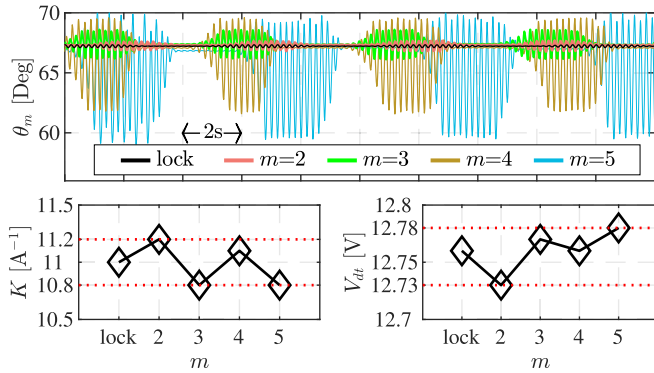 70
65
60
θm [Deg]
2s
lock m=2 m=3 m=4 m=5
11.5
11.2
11
10.8
10.5
K [A⁻¹]
lock 2 3 4 5
m
12.8
12.78
12.75
12.73
12.7
Vdt [V]
lock 2 3 4 5
m